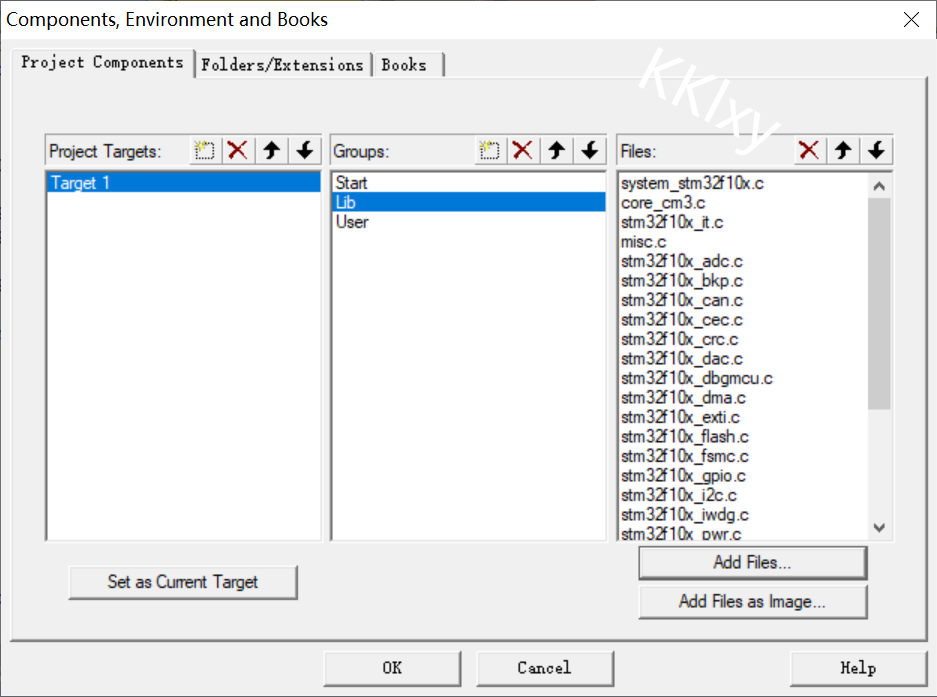 Components, Environment and Books
Project Components Folders/Extensions Books
KKlxy
Project Targets: Groups: Files:
Target 1
Start
Lib
User
system_stm32f10x.c
core_cm3.c
stm32f10x_it.c
misc.c
stm32f10x_adc.c
stm32f10x_bkp.c
stm32f10x_can.c
stm32f10x_cec.c
stm32f10x_crc.c
stm32f10x_dac.c
stm32f10x_dbgmcu.c
stm32f10x_dma.c
stm32f10x_exti.c
stm32f10x_flash.c
stm32f10x_fsmc.c
stm32f10x_gpio.c
stm32f10x_i2c.c
stm32f10x_iwdg.c
stm32f10x_pwr.c
Set as Current Target
Add Files...
Add Files as Image...
OK Cancel Help